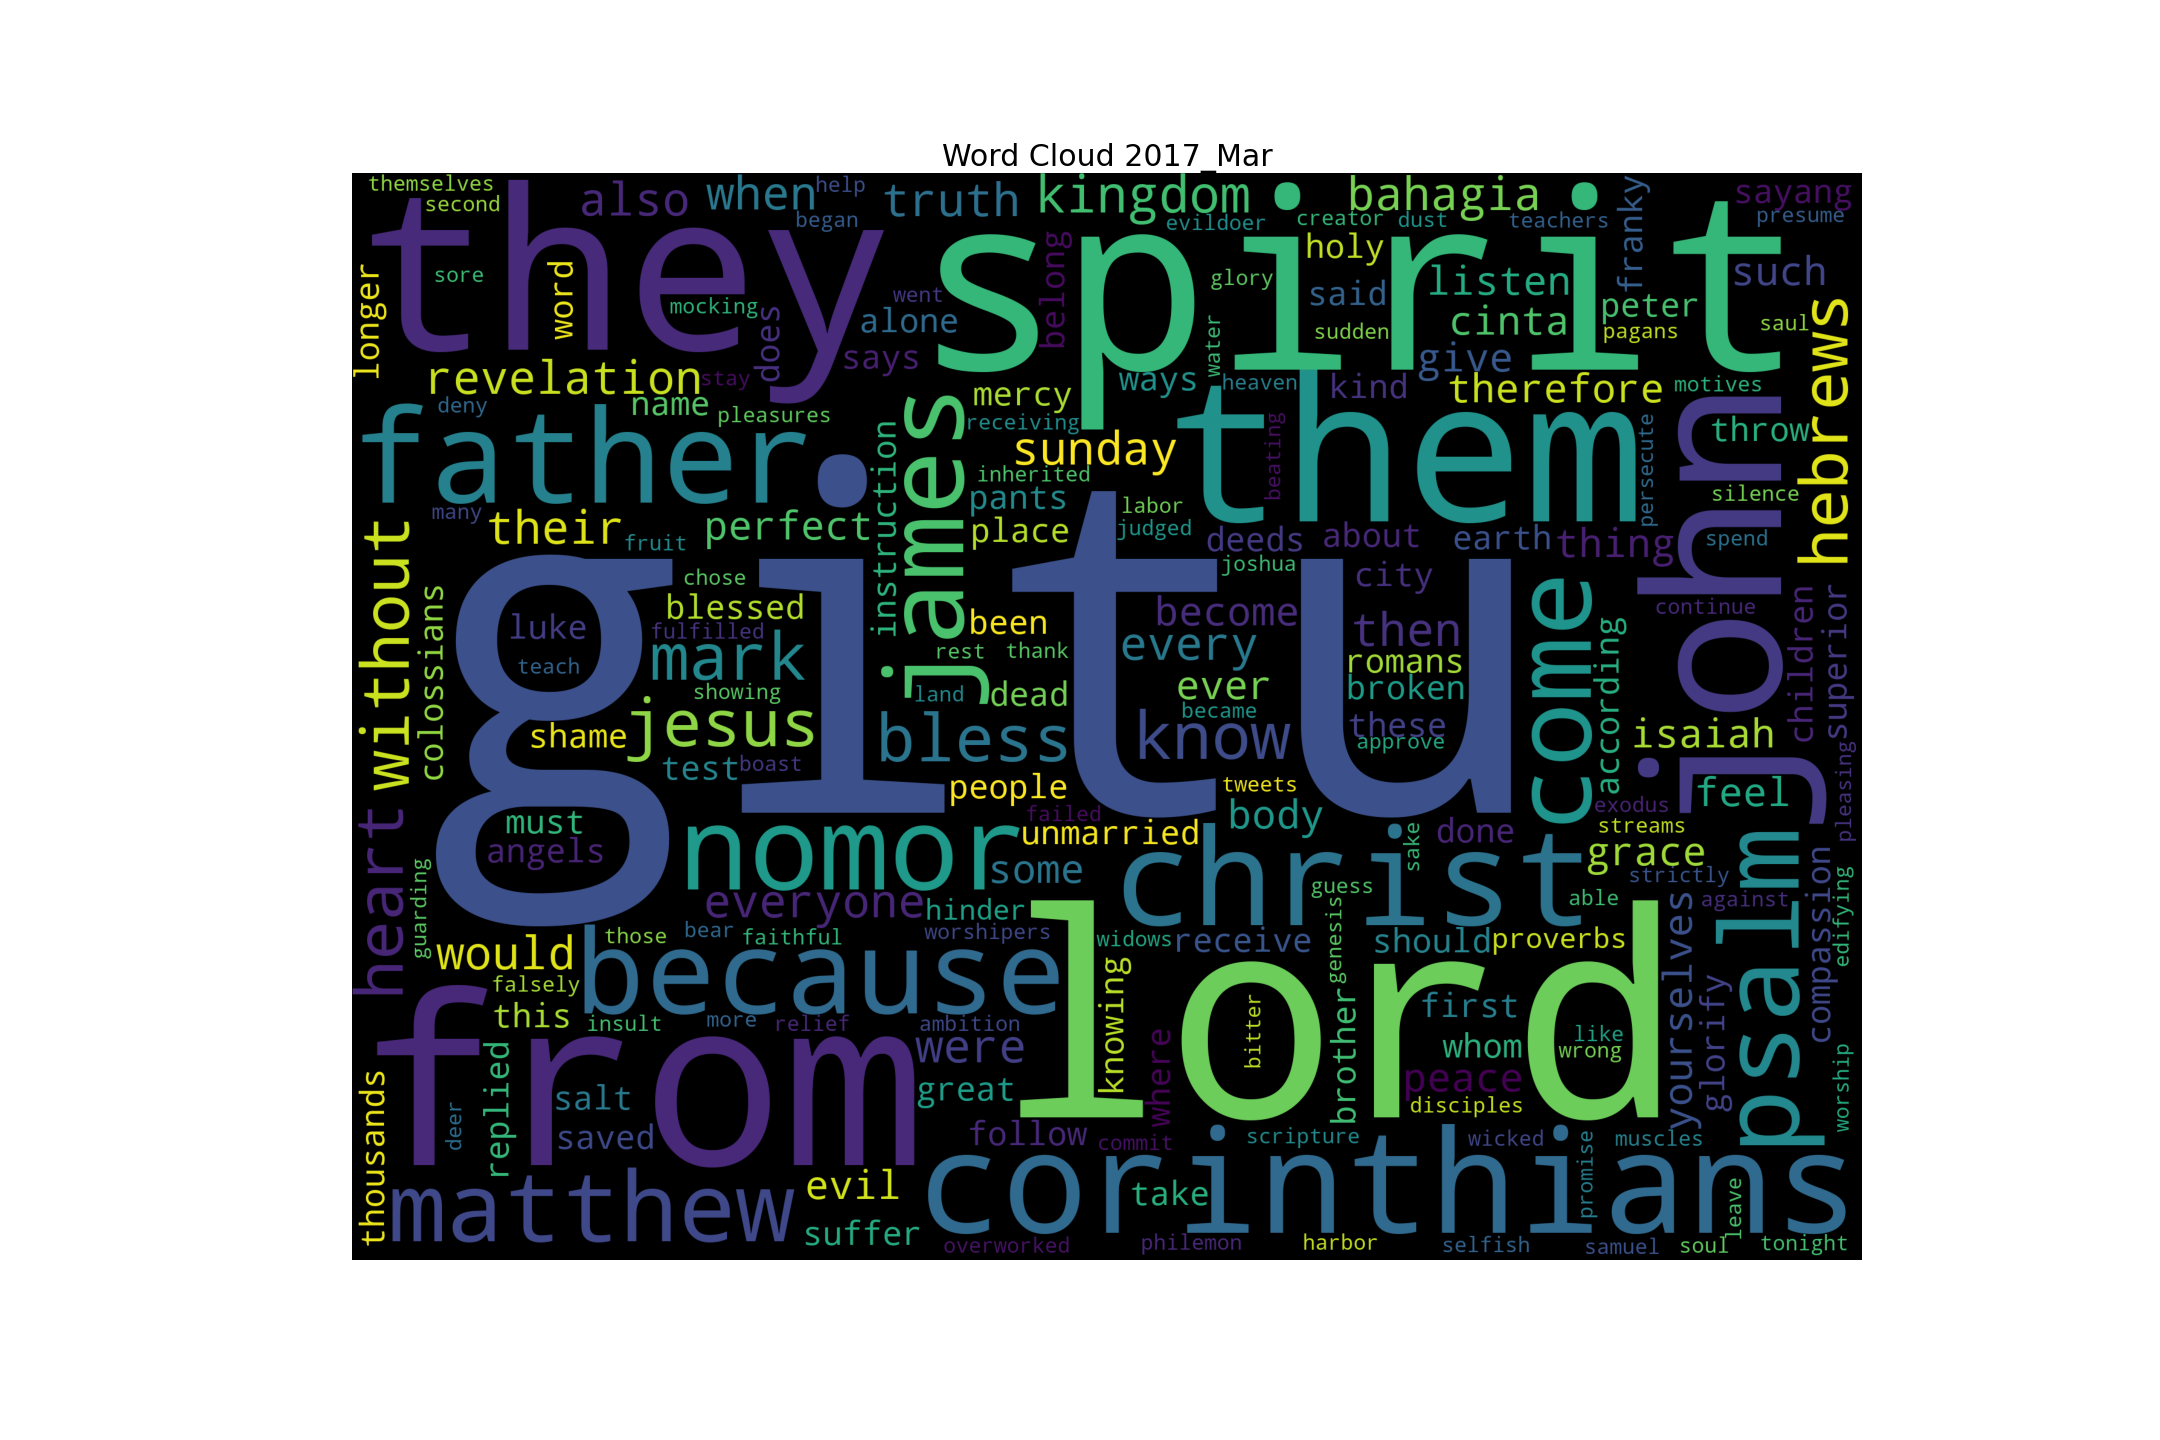 Word Cloud 2017_Mar
themselves also when help truth kingdom bahagia franky sayang
second began evildoer creator dust teachers presume
they spirit holy such
longer sore word mocking does went alone belong glory said listen peter saul
says water sudden cinta pagans hebrews
revelation stay mercy ways heaven kind give therefore motives
deny name pleasures receiving throw
father james sunday them beating persecute john
many instruction inherited pants labor silence
their fruit perfect place judged deeds about earth thing spend
without colossians gitu chose joshua city come
luke blessed been become then according continue children superior
fulfilled mark rest thank every romans
teach showing land dead ever broken
shame jesus bless became know these approve isaiah
test boast people tweets exodus feel pleasing
must failed unmarried body done streams
heart angels nomor some christ sake grace psalm
guarding everyone hinder guess able strictly against compassion edifying
would because those bear faithful worshipers widows receive genesis should proverbs yourselves
falsely lord knowing
from this insult more relief ambition were bitter brother first like glorify
thousands deer replied salt great where whom wrong worship
peace disciples
saved follow commit scripture wicked muscles
matthew evil corinthians take promise leave
suffer overworked philemon harbor selfish samuel soul tonight